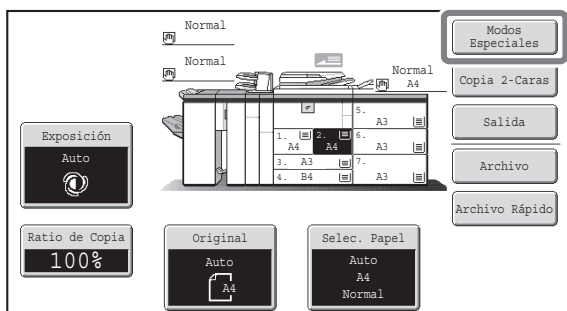 Normal
Normal
Normal
A4
Modos
Especiales
Copia 2-Caras
Salida
Archivo
Archivo Rápido
5.
A3
1.
A4
2.
A4
6.
A3
3. A3
7.
A3
4. B4
Exposición
Auto
Ratio de Copia
100%
Original
Auto
A4
Selec. Papel
Auto
A4
Normal